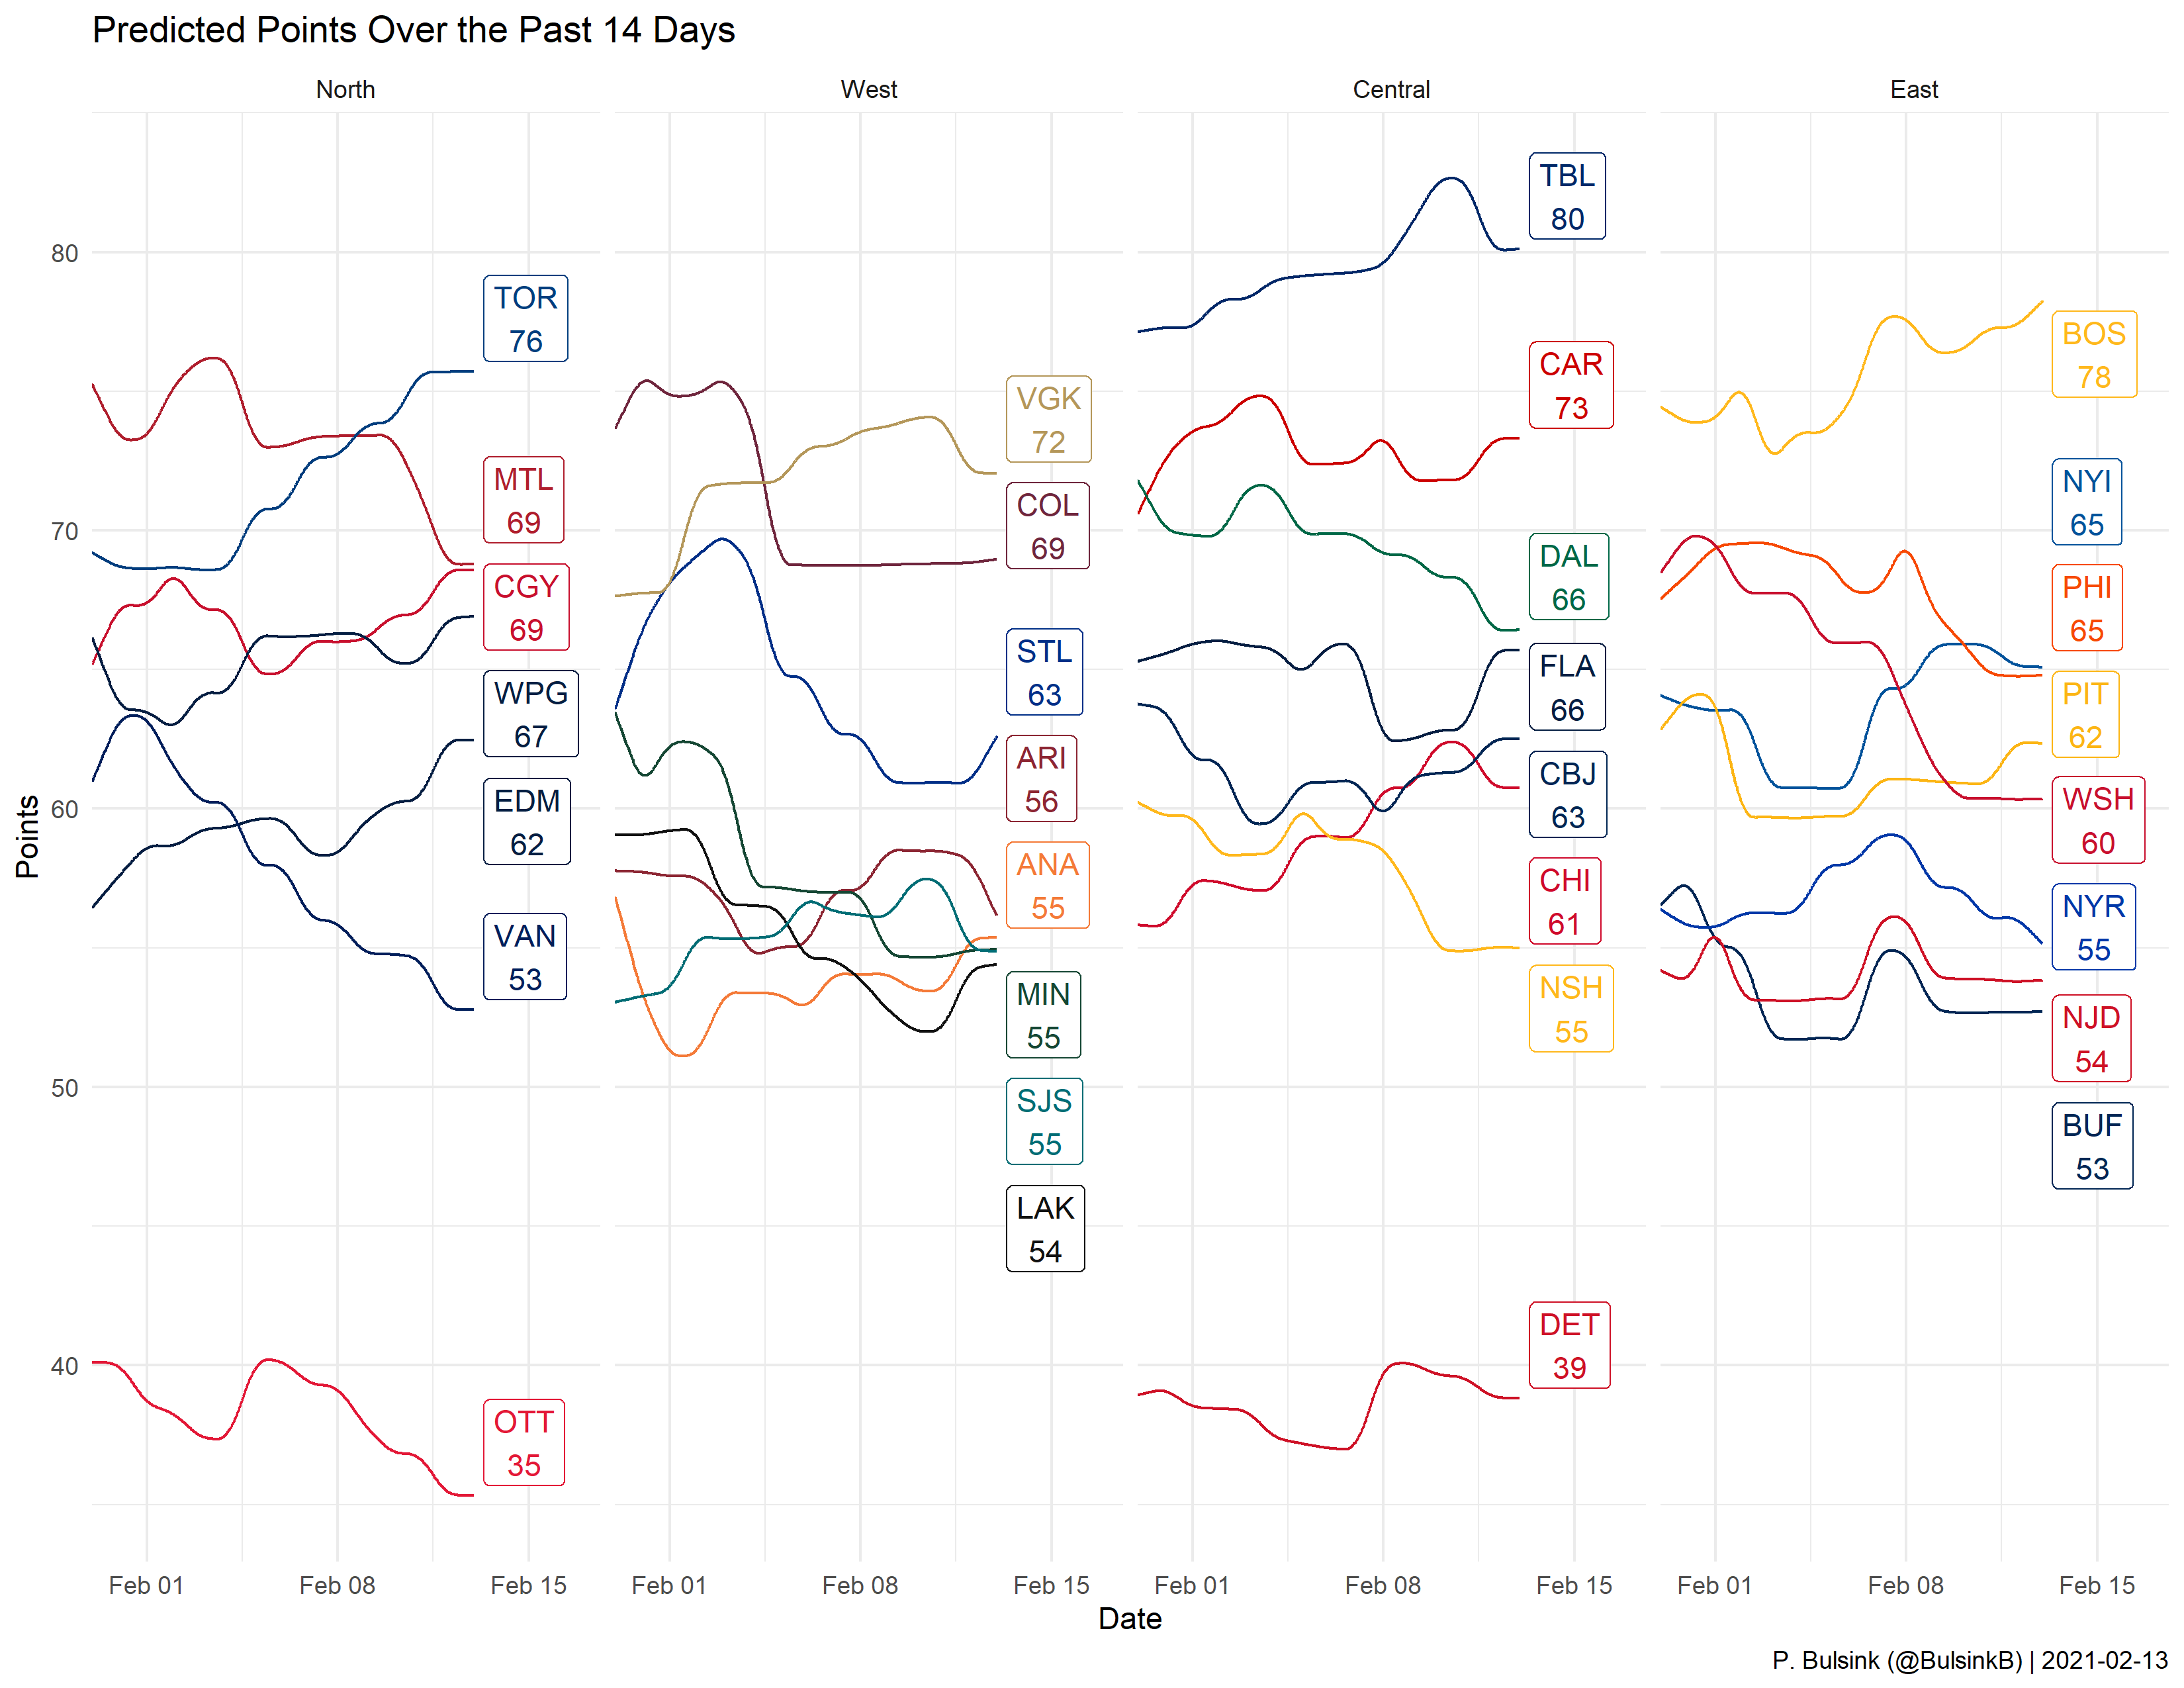 Predicted Points Over the Past 14 Days
North
West
Central
East
Points
80
70
60
50
40
TOR
76
MTL
69
CGY
69
WPG
67
EDM
62
VAN
53
OTT
35
VGK
72
COL
69
STL
63
ARI
56
ANA
55
MIN
55
SJS
55
LAK
54
TBL
80
CAR
73
DAL
66
FLA
66
CBJ
63
CHI
61
NSH
55
DET
39
BOS
78
NYI
65
PHI
65
PIT
62
WSH
60
NYR
55
NJD
54
BUF
53
Feb 01
Feb 08
Feb 15
Feb 01
Feb 08
Feb 15
Feb 01
Feb 08
Feb 15
Feb 01
Feb 08
Feb 15
Date
P. Bulsink (@BulsinkB) | 2021-02-13